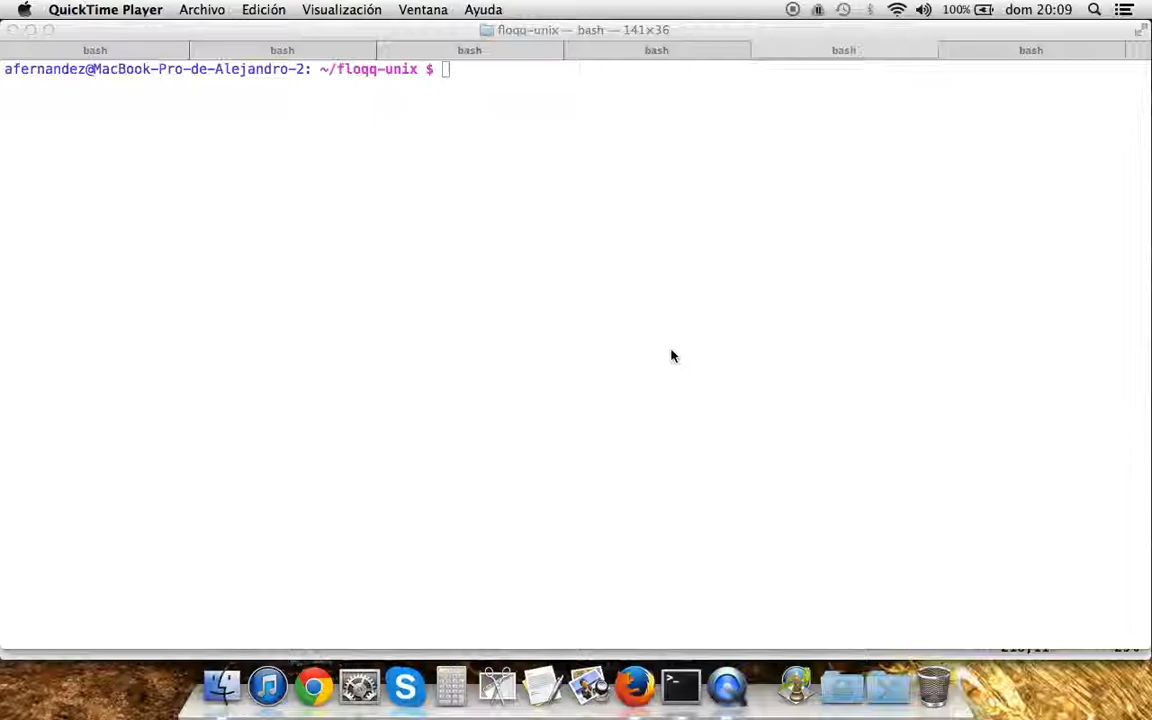 QuickTime Player Archivo Edición Visualización Ventana Ayuda 100% dom 20:09
floqq-unix — bash — 141×36
bash bash bash bash bash bash
afernandez@MacBook-Pro-de-Alejandro-2: ~/floqq-unix $